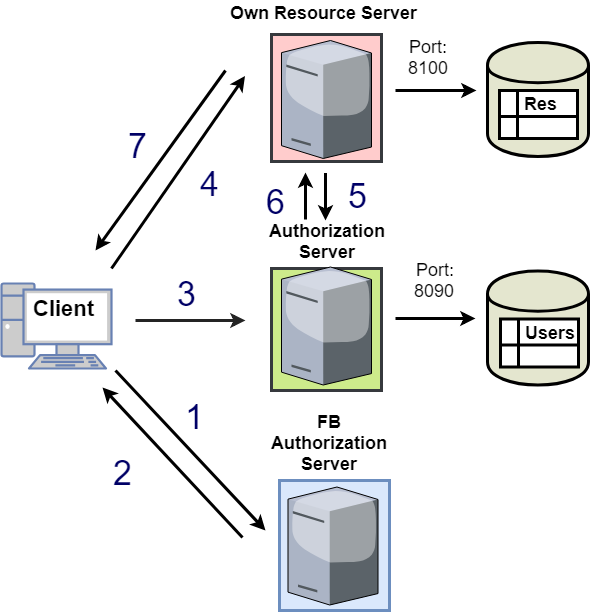 Own Resource Server
Port:
8100
Res
7
4
6
5
Authorization
Server
Port:
8090
Client
3
Users
1
FB
Authorization
Server
2